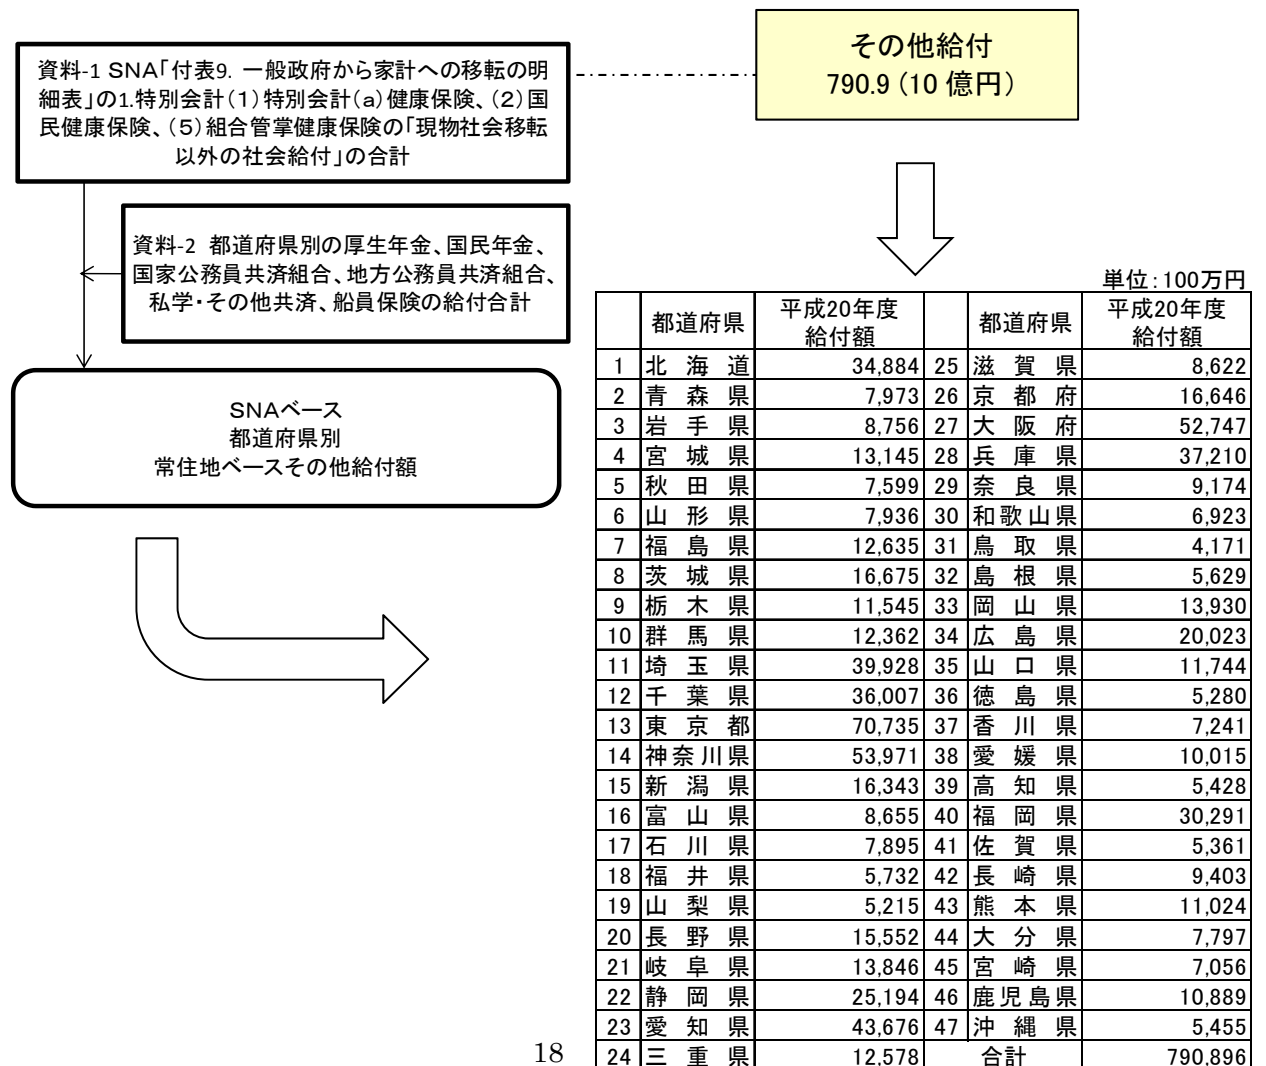 その他給付
790.9（10 億円）
資料-1 SNA「付表9. 一般政府から家計への移転の明
細表」の1.特別会計（1）特別会計（a）健康保険、（2）国
民健康保険、（5）組合管掌健康保険の「現物社会移転
以外の社会給付」の合計
資料-2 都道府県別の厚生年金、国民年金、
国家公務員共済組合、地方公務員共済組合、
私学・その他共済、船員保険の給付合計
SNAベース
都道府県別
常住地ベースその他給付額
単位：100万円
都道府県 平成20年度 給付額 都道府県 平成20年度 給付額
1 北海道 34,884 25 滋賀県 8,622
2 青森県 7,973 26 京都府 16,646
3 岩手県 8,756 27 大阪府 52,747
4 宮城県 13,145 28 兵庫県 37,210
5 秋田県 7,599 29 奈良県 9,174
6 山形県 7,936 30 和歌山県 6,923
7 福島県 12,635 31 鳥取県 4,171
8 茨城県 16,675 32 島根県 5,629
9 栃木県 11,545 33 岡山県 13,930
10 群馬県 12,362 34 広島県 20,023
11 埼玉県 39,928 35 山口県 11,744
12 千葉県 36,007 36 徳島県 5,280
13 東京都 70,735 37 香川県 7,241
14 神奈川県 53,971 38 愛媛県 10,015
15 新潟県 16,343 39 高知県 5,428
16 富山県 8,655 40 福岡県 30,291
17 石川県 7,895 41 佐賀県 5,361
18 福井県 5,732 42 長崎県 9,403
19 山梨県 5,215 43 熊本県 11,024
20 長野県 15,552 44 大分県 7,797
21 岐阜県 13,846 45 宮崎県 7,056
22 静岡県 25,194 46 鹿児島県 10,889
23 愛知県 43,676 47 沖縄県 5,455
24 三重県 12,578 合計 790,896
18